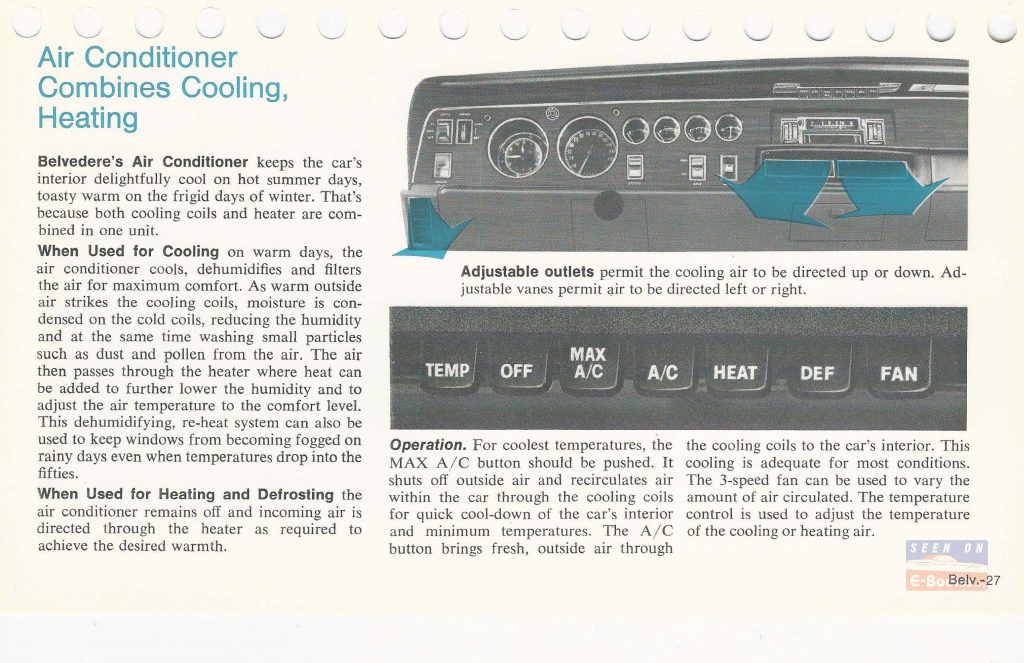 Air Conditioner
Combines Cooling,
Heating
Belvedere's Air Conditioner keeps the car's
interior delightfully cool on hot summer days,
toasty warm on the frigid days of winter. That's
because both cooling coils and heater are com-
bined in one unit.
When Used for Cooling on warm days, the
air conditioner cools, dehumidifies and filters
the air for maximum comfort. As warm outside
air strikes the cooling coils, moisture is con-
densed on the cold coils, reducing the humidity
and at the same time washing small particles
such as dust and pollen from the air. The air
then passes through the heater where heat can
be added to further lower the humidity and to
adjust the air temperature to the comfort level.
This dehumidifying, re-heat system can also be
used to keep windows from becoming fogged on
rainy days even when temperatures drop into the
fifties.
When Used for Heating and Defrosting the
air conditioner remains off and incoming air is
directed through the heater as required to
achieve the desired warmth.
Adjustable outlets permit the cooling air to be directed up or down. Ad-
justable vanes permit air to be directed left or right.
TEMP OFF MAX A/C A/C HEAT DEF FAN
Operation. For coolest temperatures, the
MAX A/C button should be pushed. It
shuts off outside air and recirculates air
within the car through the cooling coils
for quick cool-down of the car's interior
and minimum temperatures. The A/C
button brings fresh, outside air through
the cooling coils to the car's interior. This
cooling is adequate for most conditions.
The 3-speed fan can be used to vary the
amount of air circulated. The temperature
control is used to adjust the temperature
of the cooling or heating air.
SEEN ON
Belv.-27